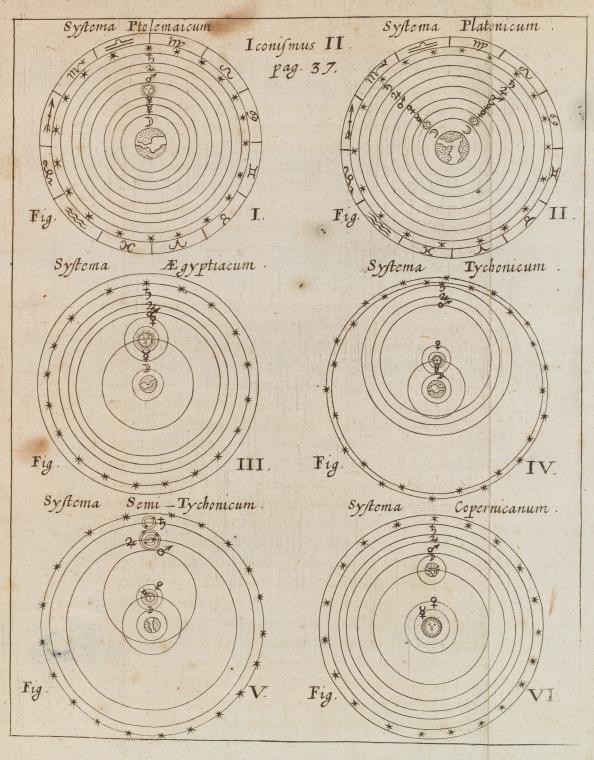 Syſtema Ptolemaicum
Iconiſmus II
pag. 37.
Syſtema Platonicum.
♎ ♍ ♌ ♋ ♊ ♉ ♈ ♓ ♒ ♑ ♐ ♏
♄ ♃ ♂ ♀ ☿ ☽
Fig. I.
♎ ♍ ♌ ♋ ♊ ♉ ♈ ♓ ♒ ♑ ♐ ♏
Fig. II
Syſtema Ægyptiacum.
Syſtema Tychonicum.
Fig. III.
Fig. IV.
Syſtema Semi-Tychonicum.
Syſtema Copernicanum.
Fig. V.
Fig. VI